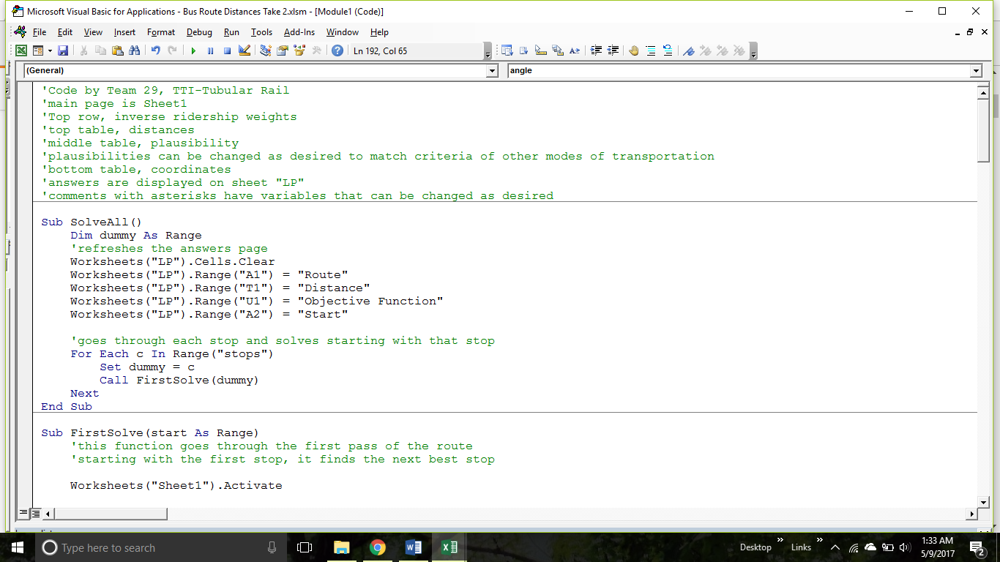 Microsoft Visual Basic for Applications - Bus Route Distances Take 2.xlsm - [Module1 (Code)]
File Edit View Insert Format Debug Run Tools Add-Ins Window Help
Ln 192, Col 65
(General) angle
'Code by Team 29, TTI-Tubular Rail
'main page is Sheet1
'Top row, inverse ridership weights
'top table, distances
'middle table, plausibility
'plausibilities can be changed as desired to match criteria of other modes of transportation
'bottom table, coordinates
'answers are displayed on sheet "LP"
'comments with asterisks have variables that can be changed as desired
Sub SolveAll()
Dim dummy As Range
'refreshes the answers page
Worksheets("LP").Cells.Clear
Worksheets("LP").Range("A1") = "Route"
Worksheets("LP").Range("T1") = "Distance"
Worksheets("LP").Range("U1") = "Objective Function"
Worksheets("LP").Range("A2") = "Start"
'goes through each stop and solves starting with that stop
For Each c In Range("stops")
Set dummy = c
Call FirstSolve(dummy)
Next
End Sub
Sub FirstSolve(start As Range)
'this function goes through the first pass of the route
'starting with the first stop, it finds the next best stop
Worksheets("Sheet1").Activate
Type here to search
Desktop
Links
1:33 AM
5/9/2017
2